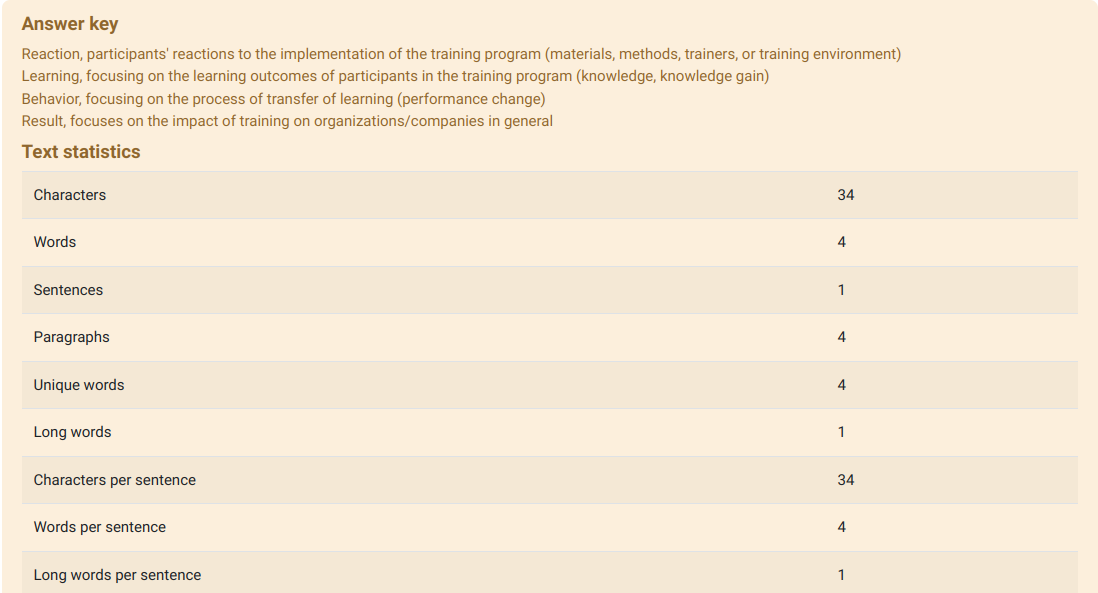 Answer key
Reaction, participants' reactions to the implementation of the training program (materials, methods, trainers, or training environment)
Learning, focusing on the learning outcomes of participants in the training program (knowledge, knowledge gain)
Behavior, focusing on the process of transfer of learning (performance change)
Result, focuses on the impact of training on organizations/companies in general
Text statistics
Characters 34
Words 4
Sentences 1
Paragraphs 4
Unique words 4
Long words 1
Characters per sentence 34
Words per sentence 4
Long words per sentence 1